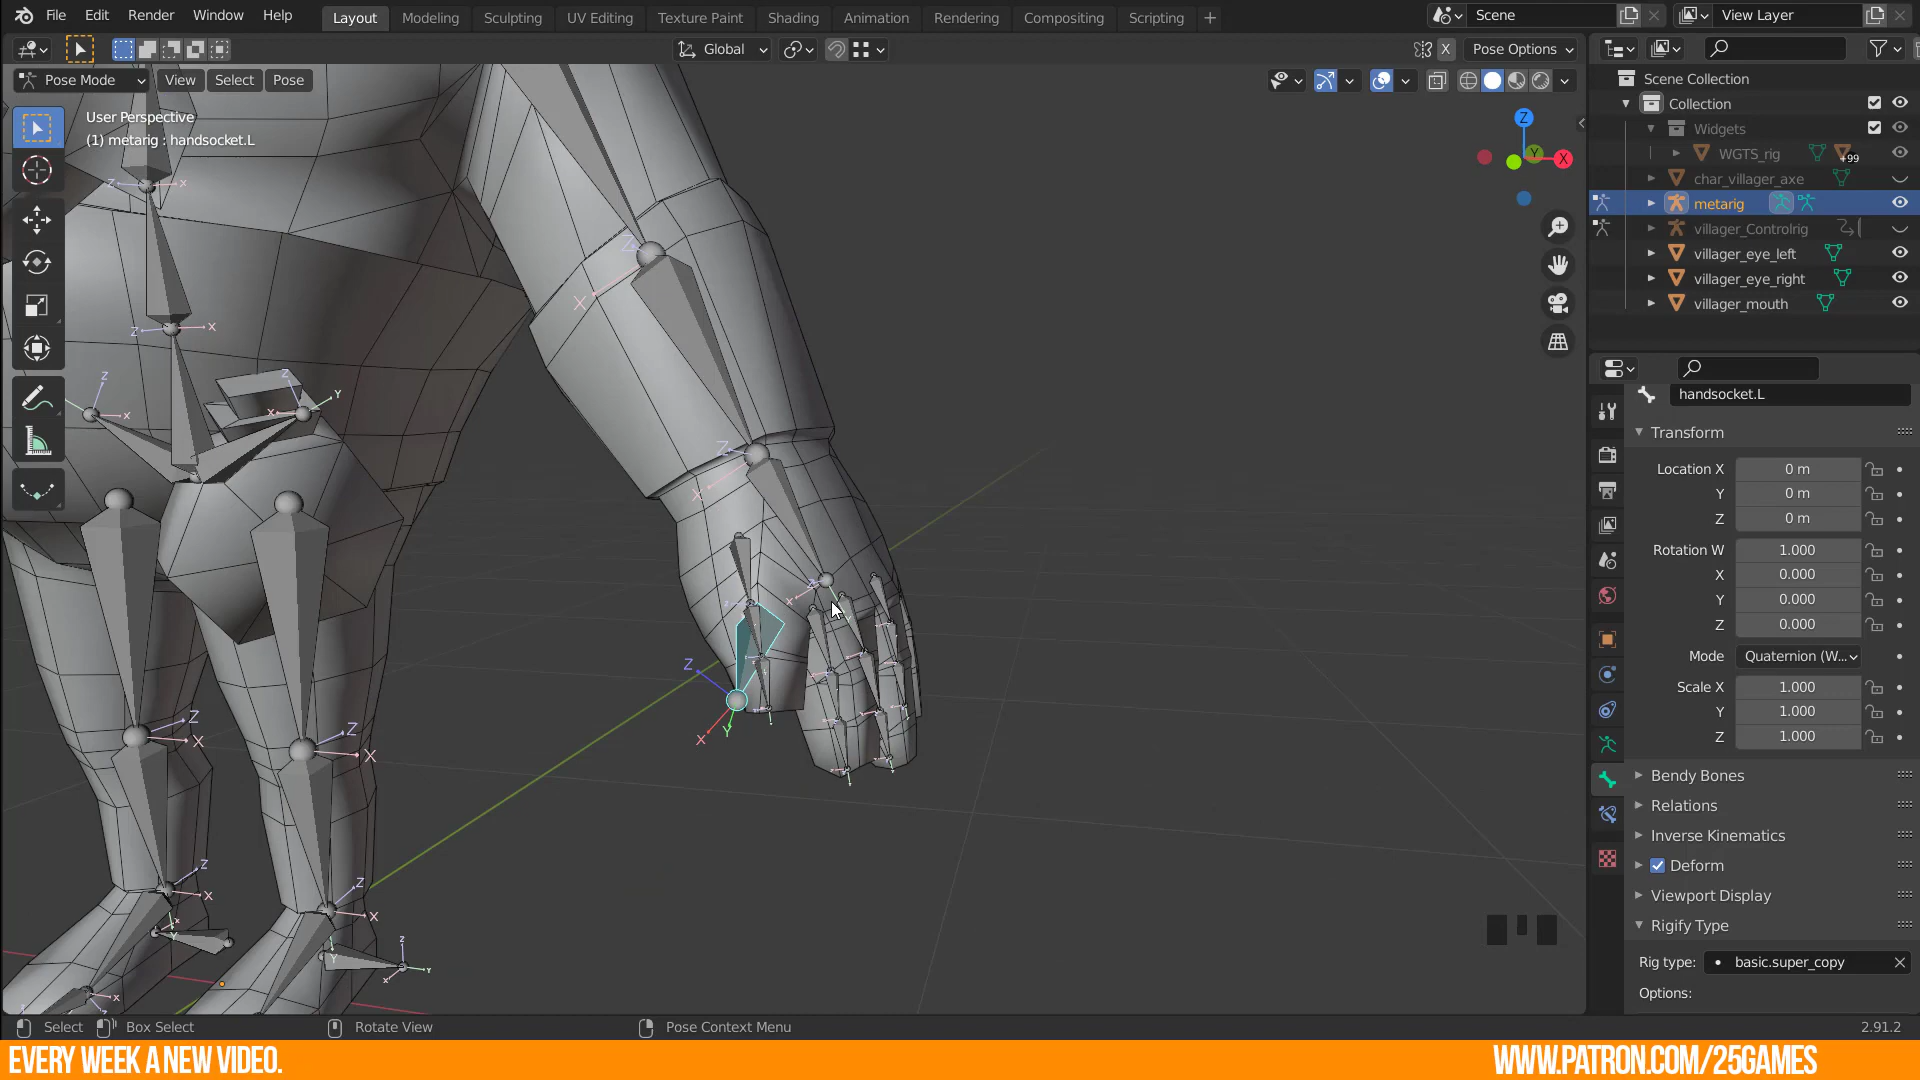 File Edit Render Window Help
Layout Modeling Sculpting UV Editing Texture Paint Shading Animation Rendering Compositing Scripting +
Scene View Layer
Global X Pose Options
Pose Mode View Select Pose
User Perspective
(1) metarig : handsocket.L
Z X Y
Scene Collection
Collection
Widgets
WGTS_rig +99
char_villager_axe
metarig
villager_Controlrig
villager_eye_left
villager_eye_right
villager_mouth
handsocket.L
Transform
Location X 0 m
Y 0 m
Z 0 m
Rotation W 1.000
X 0.000
Y 0.000
Z 0.000
Mode Quaternion (W...
Scale X 1.000
Y 1.000
Z 1.000
Bendy Bones
Relations
Inverse Kinematics
Deform
Viewport Display
Rigify Type
Rig type: basic.super_copy
Options:
Select Box Select Rotate View Pose Context Menu 2.91.2
EVERY WEEK A NEW VIDEO. WWW.PATRON.COM/25GAMES